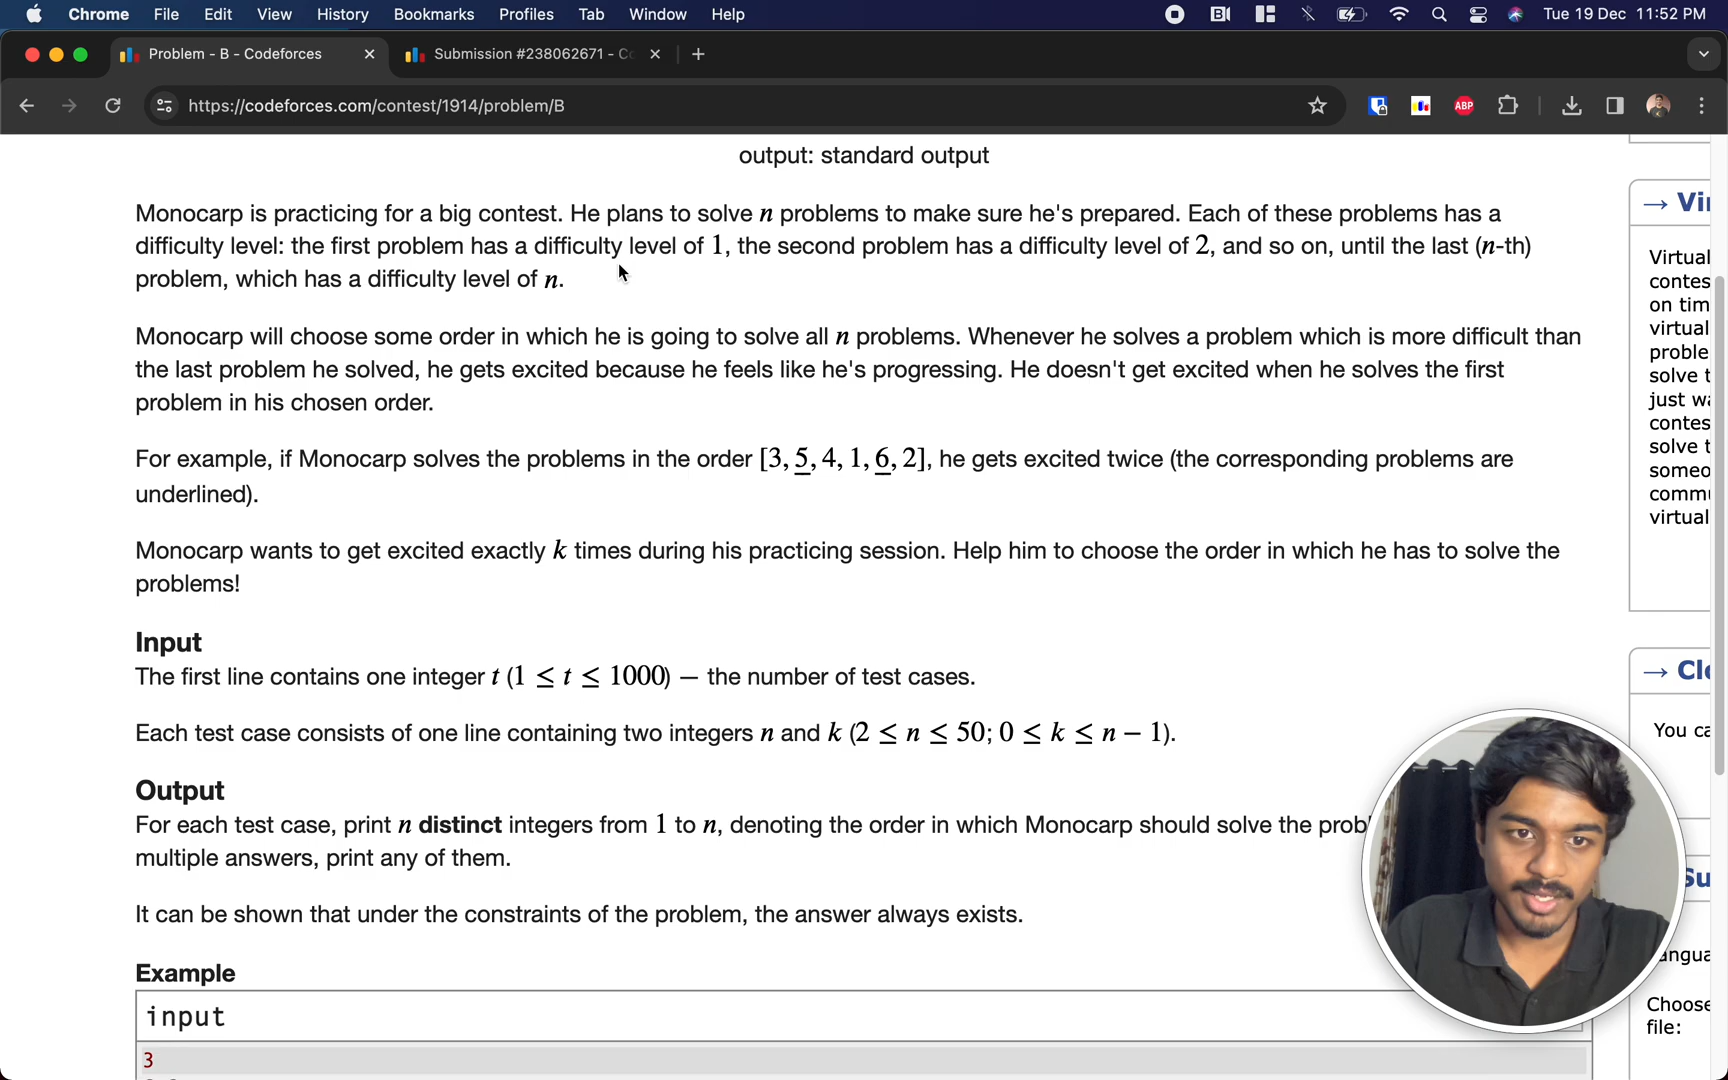 Chrome File Edit View History Bookmarks Profiles Tab Window Help Tue 19 Dec 11:52 PM
Problem - B - Codeforces Submission #238062671 - Co
https://codeforces.com/contest/1914/problem/B ABP
output: standard output
Monocarp is practicing for a big contest. He plans to solve n problems to make sure he's prepared. Each of these problems has a
difficulty level: the first problem has a difficulty level of 1, the second problem has a difficulty level of 2, and so on, until the last (n-th)
problem, which has a difficulty level of n.
Monocarp will choose some order in which he is going to solve all n problems. Whenever he solves a problem which is more difficult than
the last problem he solved, he gets excited because he feels like he's progressing. He doesn't get excited when he solves the first
problem in his chosen order.
For example, if Monocarp solves the problems in the order [3, 5, 4, 1, 6, 2], he gets excited twice (the corresponding problems are
underlined).
Monocarp wants to get excited exactly k times during his practicing session. Help him to choose the order in which he has to solve the
problems!
Input
The first line contains one integer t (1 ≤ t ≤ 1000) — the number of test cases.
Each test case consists of one line containing two integers n and k (2 ≤ n ≤ 50; 0 ≤ k ≤ n − 1).
Output
For each test case, print n distinct integers from 1 to n, denoting the order in which Monocarp should solve the prob
multiple answers, print any of them.
It can be shown that under the constraints of the problem, the answer always exists.
Example
input
3
→ Vi
Virtual
contes
on tim
virtual
proble
solve t
just wa
contes
solve t
someo
comm
virtual
→ Cl
You ca
Su
angua
Choose
file: